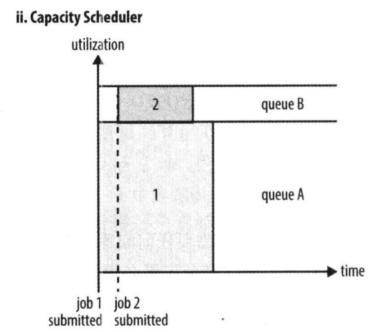 ii. Capacity Scheduler
utilization
2
queue B
1
queue A
time
job 1 job 2
submitted submitted